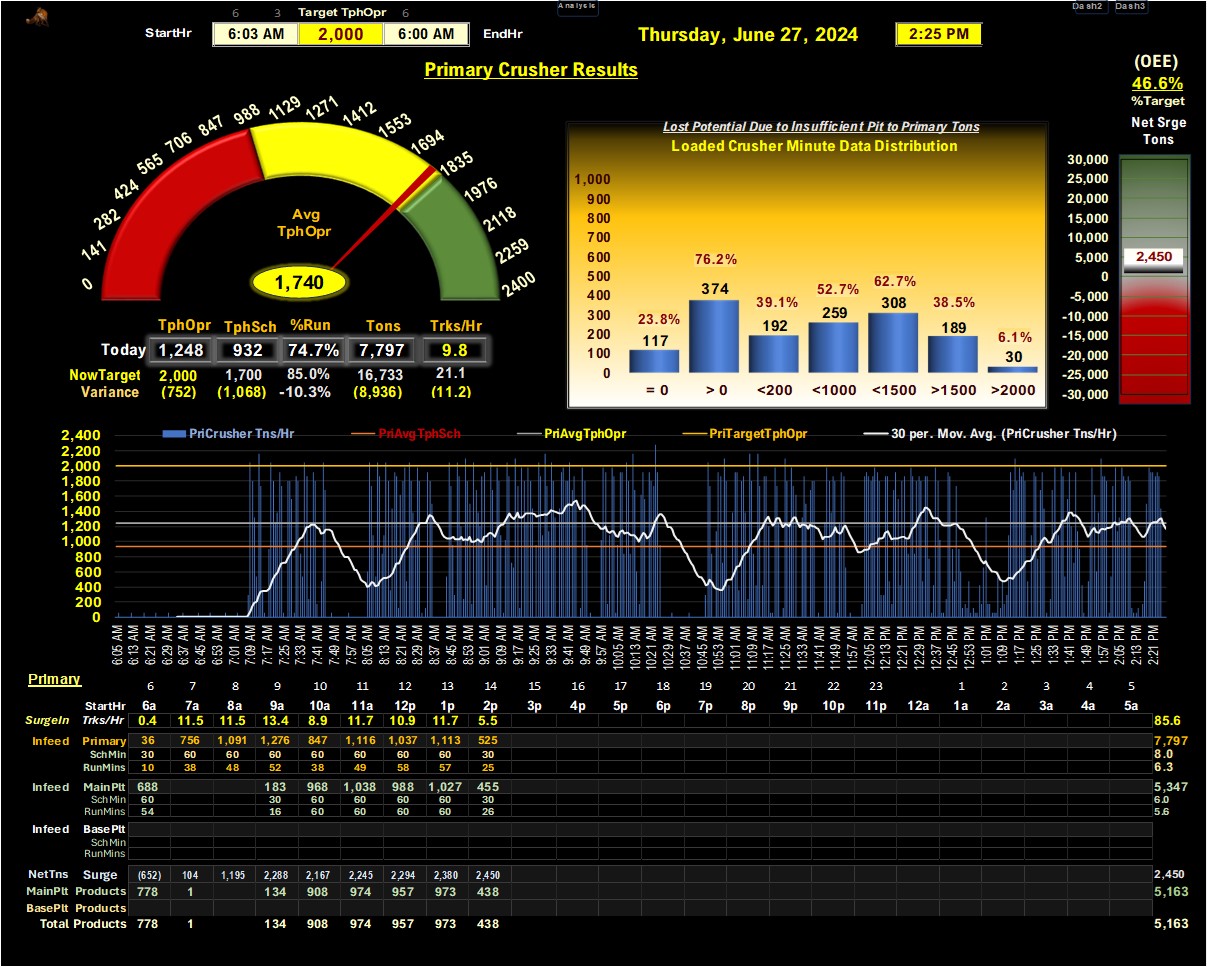 Analysis
Dash2 Dash3
6 3 Target TphOpr 6
StartHr 6:03 AM 2,000 6:00 AM EndHr
Thursday, June 27, 2024 2:25 PM
Primary Crusher Results
(OEE)
46.6%
%Target
Net Srge
Tons
0 141 282 424 565 706 847 988 1129 1271 1412 1553 1694 1835 1976 2118 2259 2400
Avg
TphOpr
1,740
Lost Potential Due to Insufficient Pit to Primary Tons
Loaded Crusher Minute Data Distribution
1,000
900
800
700
600
500
400
300
200
100
0
23.8% 76.2% 39.1% 52.7% 62.7% 38.5% 6.1%
117 374 192 259 308 189 30
= 0 > 0 <200 <1000 <1500 >1500 >2000
30,000
25,000
20,000
15,000
10,000
5,000
0
-5,000
-10,000
-15,000
-20,000
-25,000
-30,000
2,450
TphOpr TphSch %Run Tons Trks/Hr
Today 1,248 932 74.7% 7,797 9.8
NowTarget 2,000 1,700 85.0% 16,733 21.1
Variance (752) (1,068) -10.3% (8,936) (11.2)
PriCrusher Tns/Hr PriAvgTphSch PriAvgTphOpr PriTargetTphOpr 30 per. Mov. Avg. (PriCrusher Tns/Hr)
2,400
2,200
2,000
1,800
1,600
1,400
1,200
1,000
800
600
400
200
0
6:05 AM 6:13 AM 6:21 AM 6:29 AM 6:37 AM 6:45 AM 6:53 AM 7:01 AM 7:09 AM 7:17 AM 7:25 AM 7:33 AM 7:41 AM 7:49 AM 7:57 AM 8:05 AM 8:13 AM 8:21 AM 8:29 AM 8:37 AM 8:45 AM 8:53 AM 9:01 AM 9:09 AM 9:17 AM 9:25 AM 9:33 AM 9:41 AM 9:49 AM 9:57 AM 10:05 AM 10:13 AM 10:21 AM 10:29 AM 10:37 AM 10:45 AM 10:53 AM 11:01 AM 11:09 AM 11:17 AM 11:25 AM 11:33 AM 11:41 AM 11:49 AM 11:57 AM 12:05 PM 12:13 PM 12:21 PM 12:29 PM 12:37 PM 12:45 PM 12:53 PM 1:01 PM 1:09 PM 1:17 PM 1:25 PM 1:33 PM 1:41 PM 1:49 PM 1:57 PM 2:05 PM 2:13 PM 2:21 PM
Primary
6 7 8 9 10 11 12 13 14 15 16 17 18 19 20 21 22 23 1 2 3 4 5
StartHr 6a 7a 8a 9a 10a 11a 12p 1p 2p 3p 4p 5p 6p 7p 8p 9p 10p 11p 12a 1a 2a 3a 4a 5a
SurgeIn Trks/Hr 0.4 11.5 11.5 13.4 8.9 11.7 10.9 11.7 5.5 85.6
Infeed Primary 36 756 1,091 1,276 847 1,116 1,037 1,113 525 7,797
SchMin 30 60 60 60 60 60 60 60 30 8.0
RunMins 10 38 48 52 38 49 58 57 25 6.3
Infeed MainPlt 688 183 968 1,038 988 1,027 455 5,347
SchMin 60 30 60 60 60 60 30 6.0
RunMins 54 16 60 60 60 60 26 5.6
Infeed BasePlt
SchMin
RunMins
NetTns Surge (652) 104 1,195 2,288 2,167 2,245 2,294 2,380 2,450 2,450
MainPlt Products 778 1 134 908 974 957 973 438 5,163
BasePlt Products
Total Products 778 1 134 908 974 957 973 438 5,163